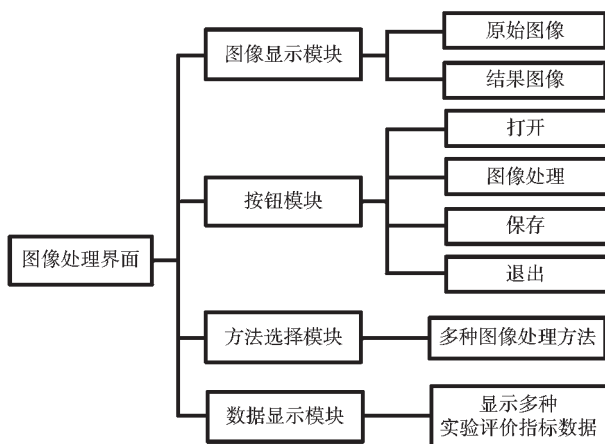 图像处理界面
图像显示模块
原始图像
结果图像
按钮模块
打开
图像处理
保存
退出
方法选择模块
多种图像处理方法
数据显示模块
显示多种
实验评价指标数据